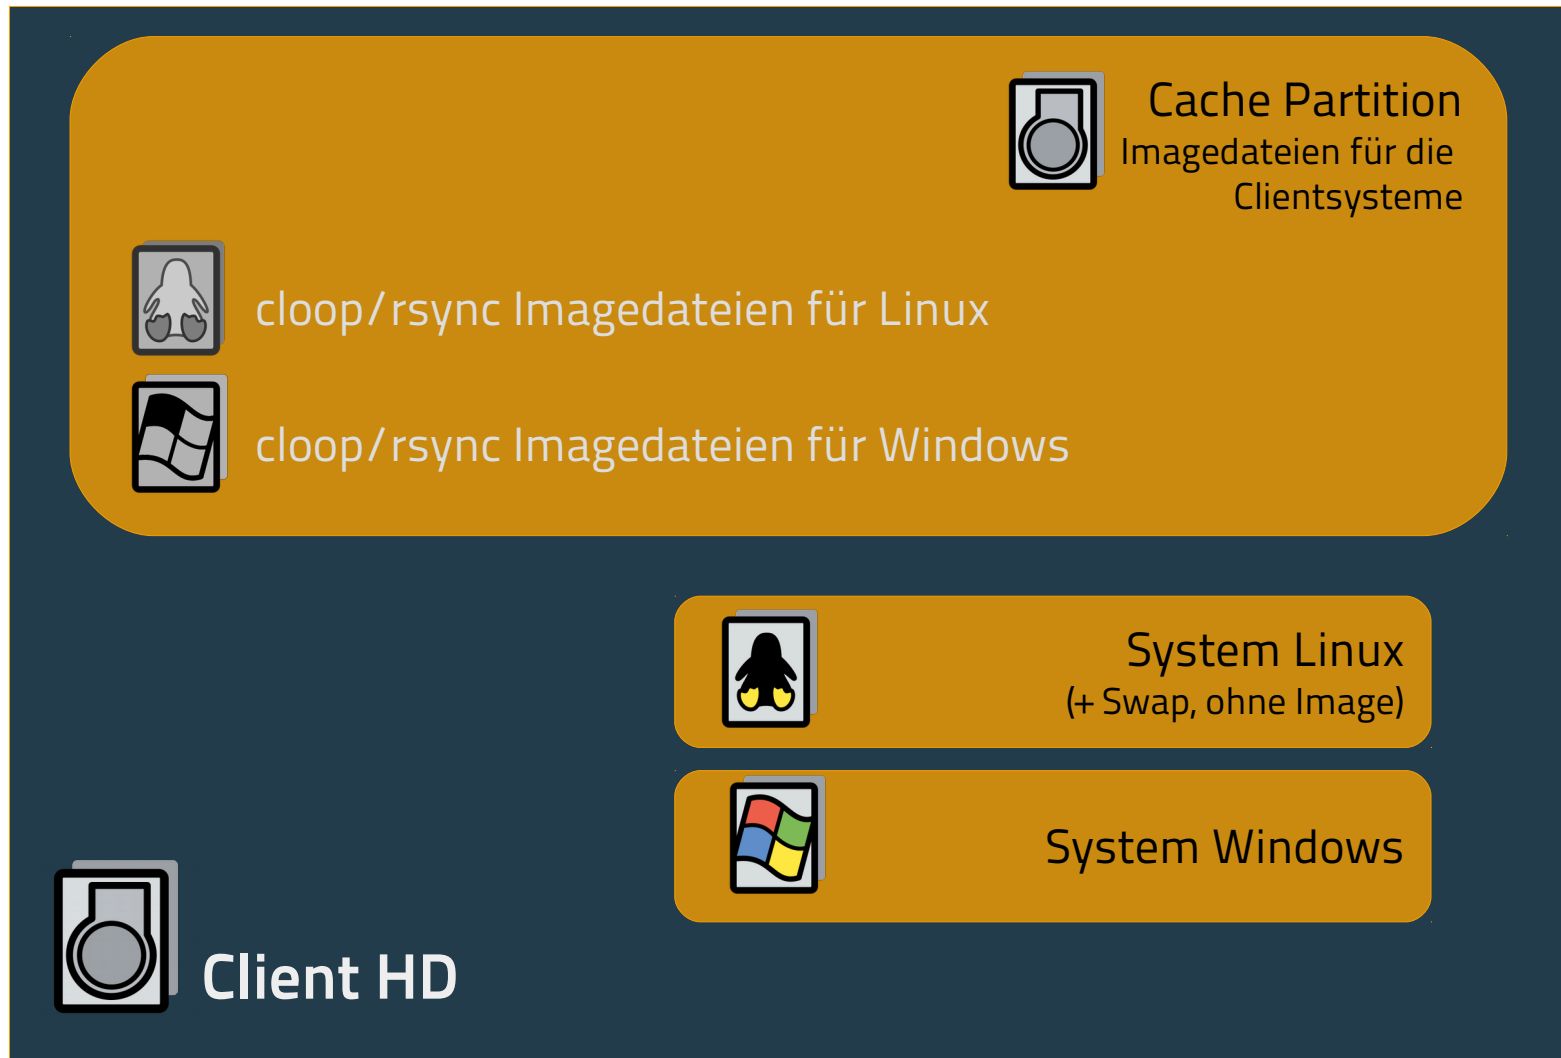 Cache Partition
Imagedateien für die
Clientsysteme
cloop/rsync Imagedateien für Linux
cloop/rsync Imagedateien für Windows
System Linux
(+ Swap, ohne Image)
System Windows
Client HD